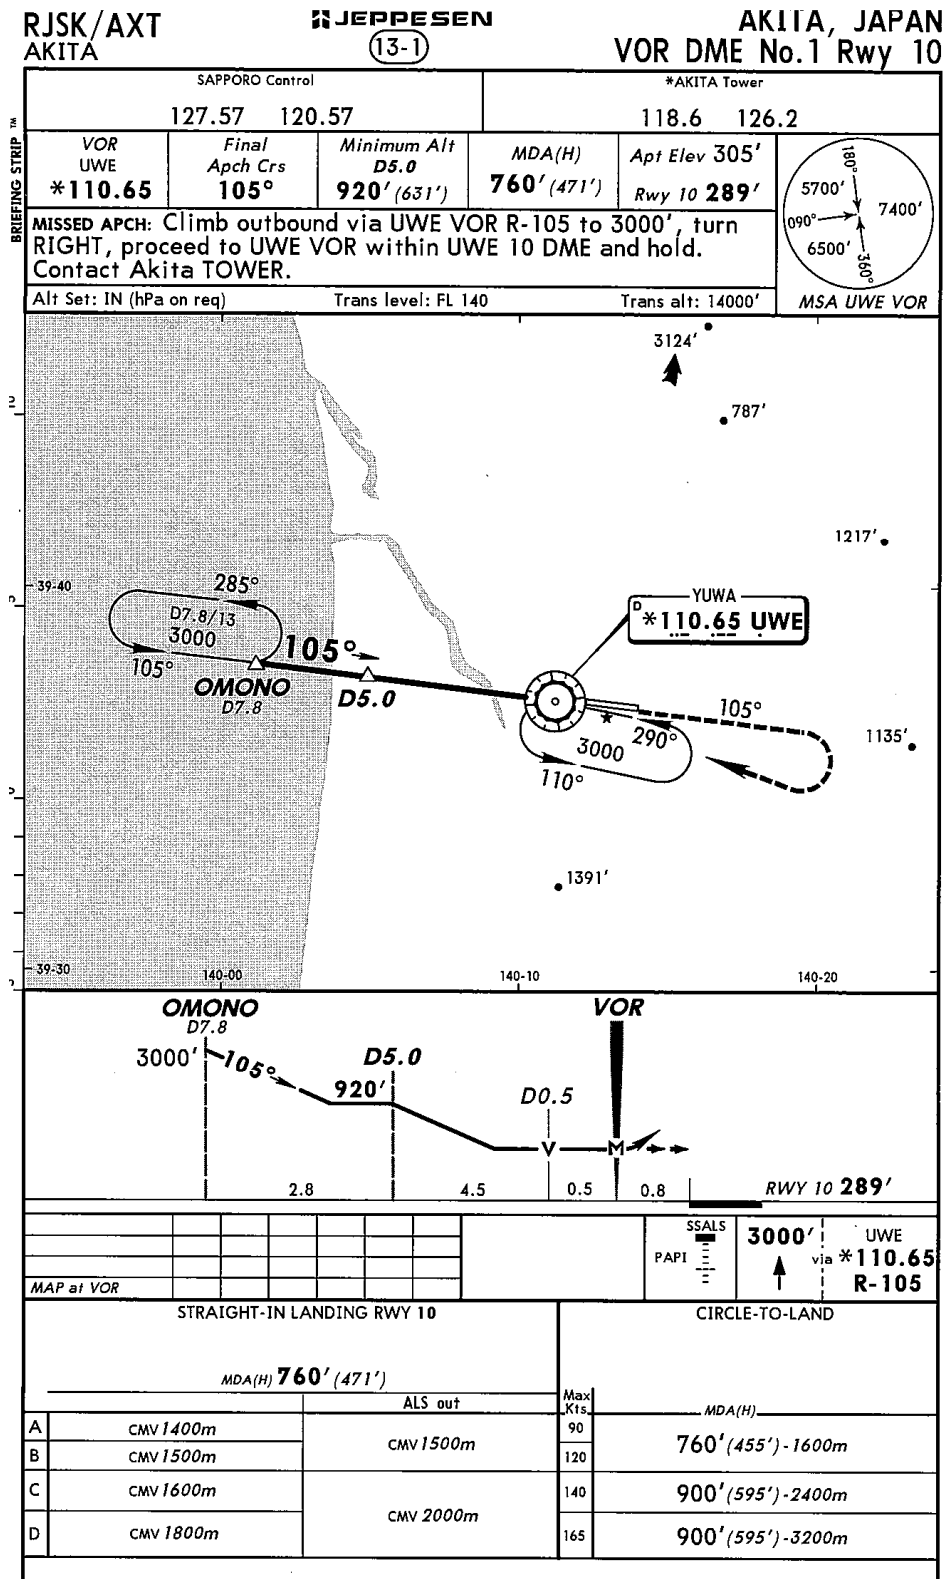 RJSK/AXT
AKITA
JEPPESEN
13-1
AKITA, JAPAN
VOR DME No.1 Rwy 10
BRIEFING STRIP ™
SAPPORO Control
127.57 120.57
*AKITA Tower
118.6 126.2
VOR
UWE
*110.65
Final
Apch Crs
105°
Minimum Alt
D5.0
920' (631')
MDA(H)
760' (471')
Apt Elev 305'
Rwy 10 289'
MISSED APCH: Climb outbound via UWE VOR R-105 to 3000', turn
RIGHT, proceed to UWE VOR within UWE 10 DME and hold.
Contact Akita TOWER.
Alt Set: IN (hPa on req) Trans level: FL 140 Trans alt: 14000'
180°
5700'
7400'
090°
6500'
360°
MSA UWE VOR
3124'
787'
1217'
39-40
285°
D7.8/13
3000
105°
105°
OMONO
D7.8
D5.0
YUWA
D
*110.65 UWE
105°
290°
3000
110°
1135'
1391'
39-30
140-00
140-10
140-20
OMONO
D7.8
VOR
3000'
105°
D5.0
920'
D0.5
V
M
2.8
4.5
0.5
0.8
RWY 10 289'
MAP at VOR
SSALS
PAPI
3000'
via
UWE
*110.65
R-105
STRAIGHT-IN LANDING RWY 10
CIRCLE-TO-LAND
MDA(H) 760' (471')
ALS out
Max
Kts
MDA(H)
A
CMV 1400m
CMV 1500m
90
760' (455') - 1600m
B
CMV 1500m
120
C
CMV 1600m
CMV 2000m
140
900' (595') - 2400m
D
CMV 1800m
165
900' (595') - 3200m